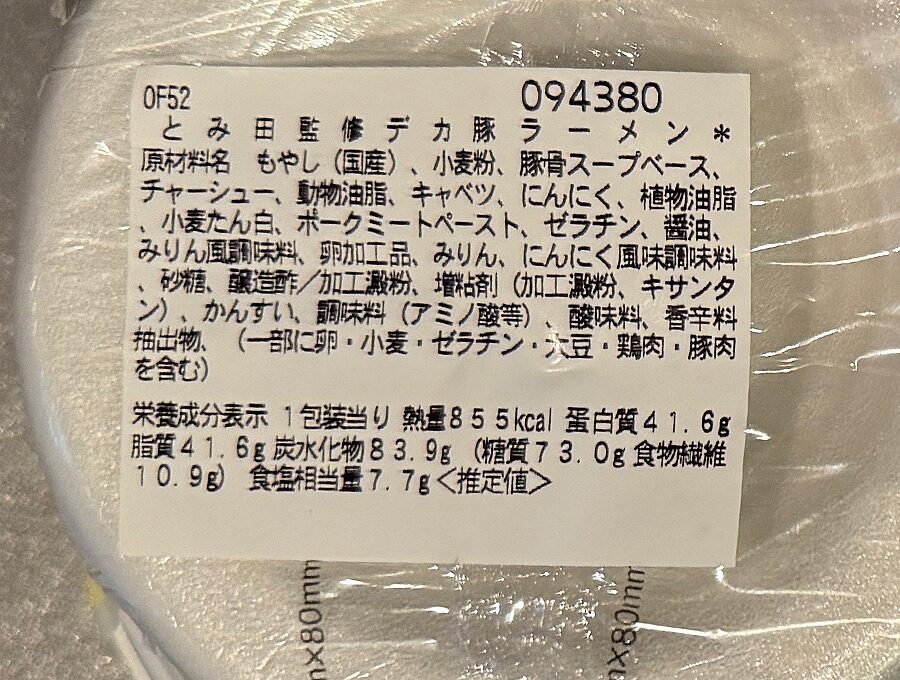 0F52 094380
とみ田監修デカ豚ラーメン＊
原材料名　もやし（国産）、小麦粉、豚骨スープベース、
チャーシュー、動物油脂、キャベツ、にんにく、植物油脂
、小麦たん白、ポークミートペースト、ゼラチン、醤油、
みりん風調味料、卵加工品、みりん、にんにく風味調味料
、砂糖、醸造酢／加工澱粉、増粘剤（加工澱粉、キサンタ
ン）、かんすい、調味料（アミノ酸等）、酸味料、香辛料
抽出物、（一部に卵・小麦・ゼラチン・大豆・鶏肉・豚肉
を含む）
栄養成分表示 １包装当り 熱量８５５kcal 蛋白質４１.６g
脂質４１.６g 炭水化物８３.９g （糖質７３.０g 食物繊維
１０.９g） 食塩相当量７.７g＜推定値＞
x80mm
x80mm